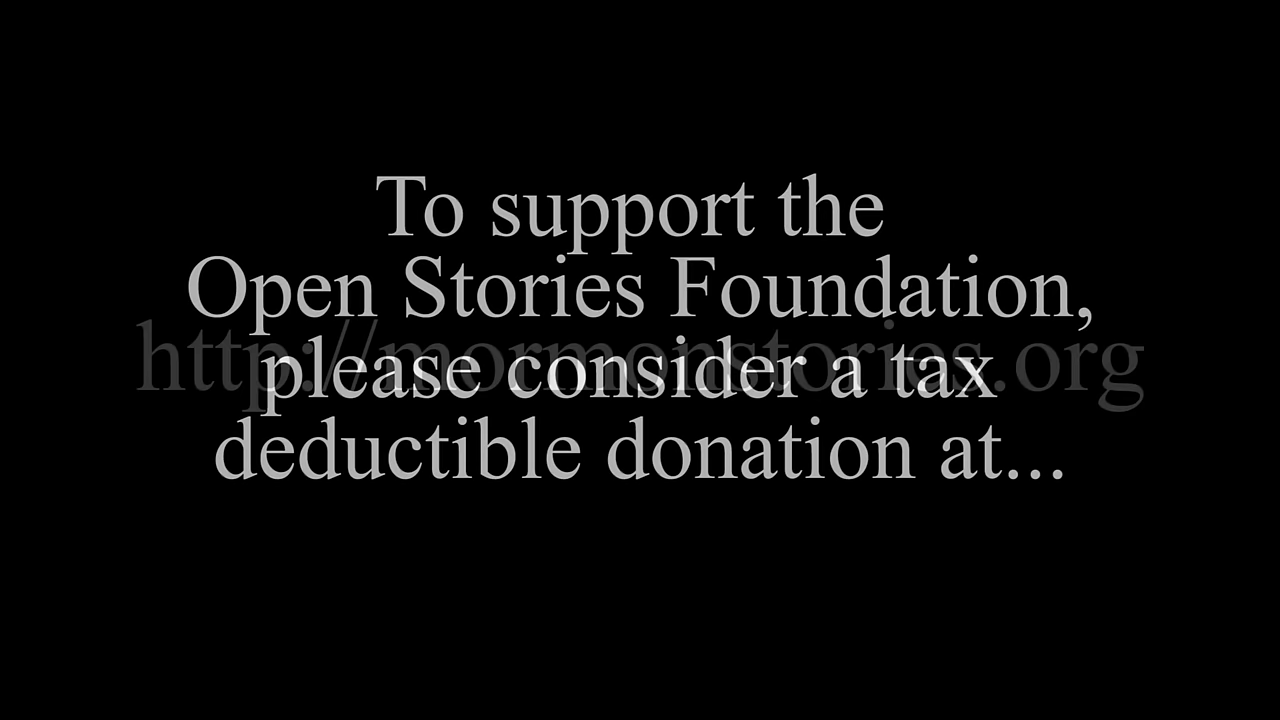 To support the
Open Stories Foundation,
http://mormonstories.org
please consider a tax
deductible donation at...